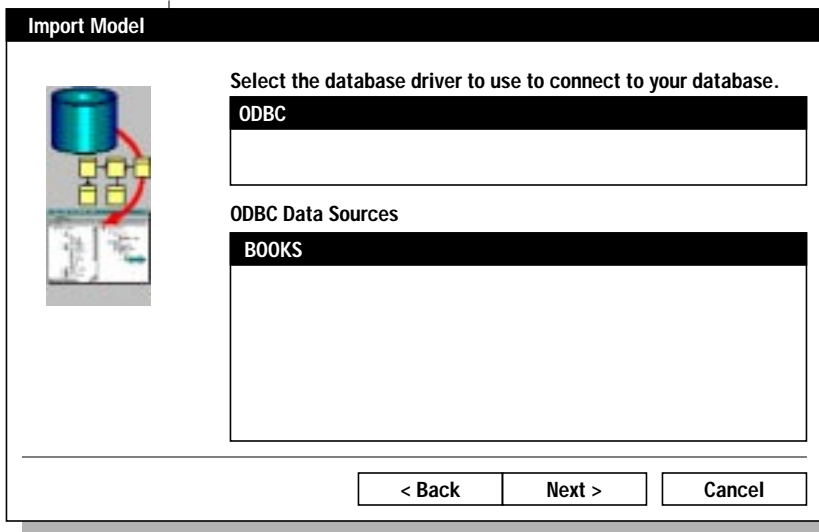 Import Model
Select the database driver to use to connect to your database.
ODBC
ODBC Data Sources
BOOKS
< Back
Next >
Cancel